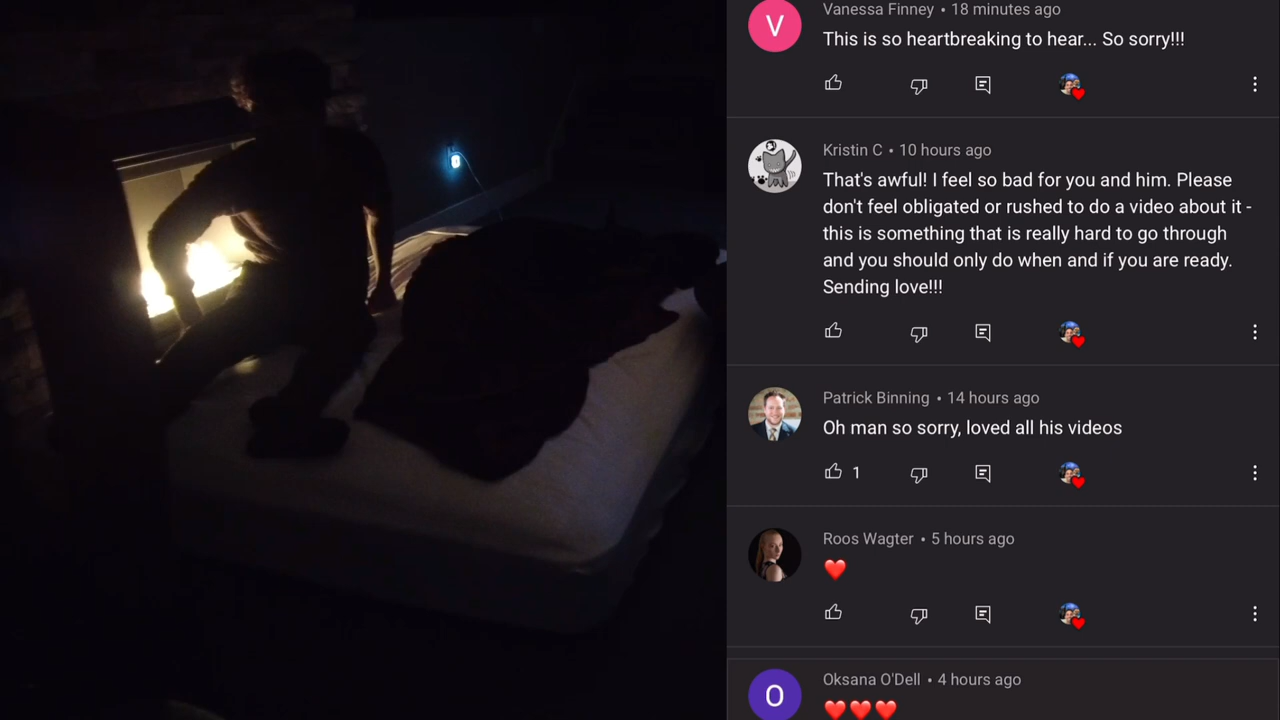 Vanessa Finney • 18 minutes ago
This is so heartbreaking to hear... So sorry!!!
Kristin C • 10 hours ago
That's awful! I feel so bad for you and him. Please
don't feel obligated or rushed to do a video about it -
this is something that is really hard to go through
and you should only do when and if you are ready.
Sending love!!!
Patrick Binning • 14 hours ago
Oh man so sorry, loved all his videos
1
Roos Wagter • 5 hours ago
❤️
Oksana O'Dell • 4 hours ago
❤️❤️❤️